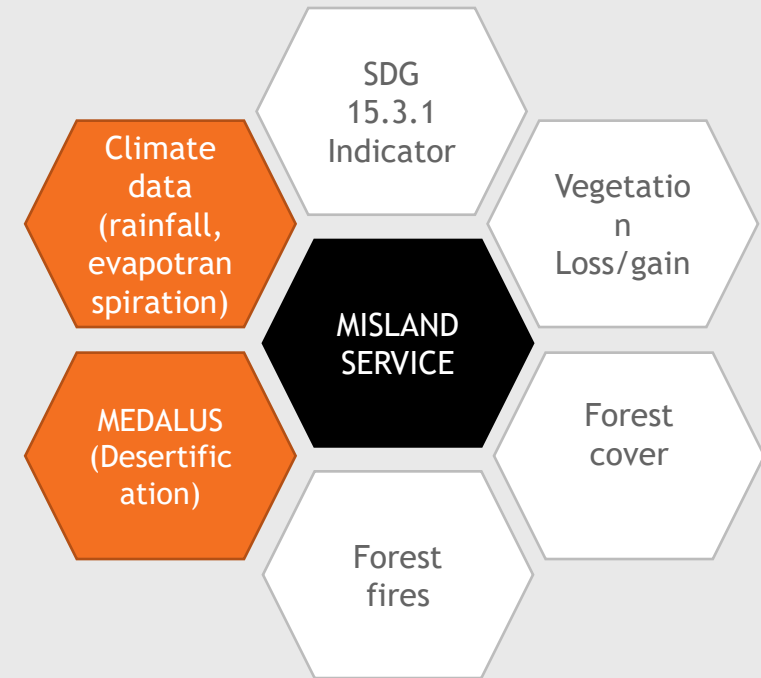 SDG
15.3.1
Indicator
Climate
data
(rainfall,
evapotran
spiration)
Vegetatio
n
Loss/gain
MISLAND
SERVICE
MEDALUS
(Desertific
ation)
Forest
cover
Forest
fires